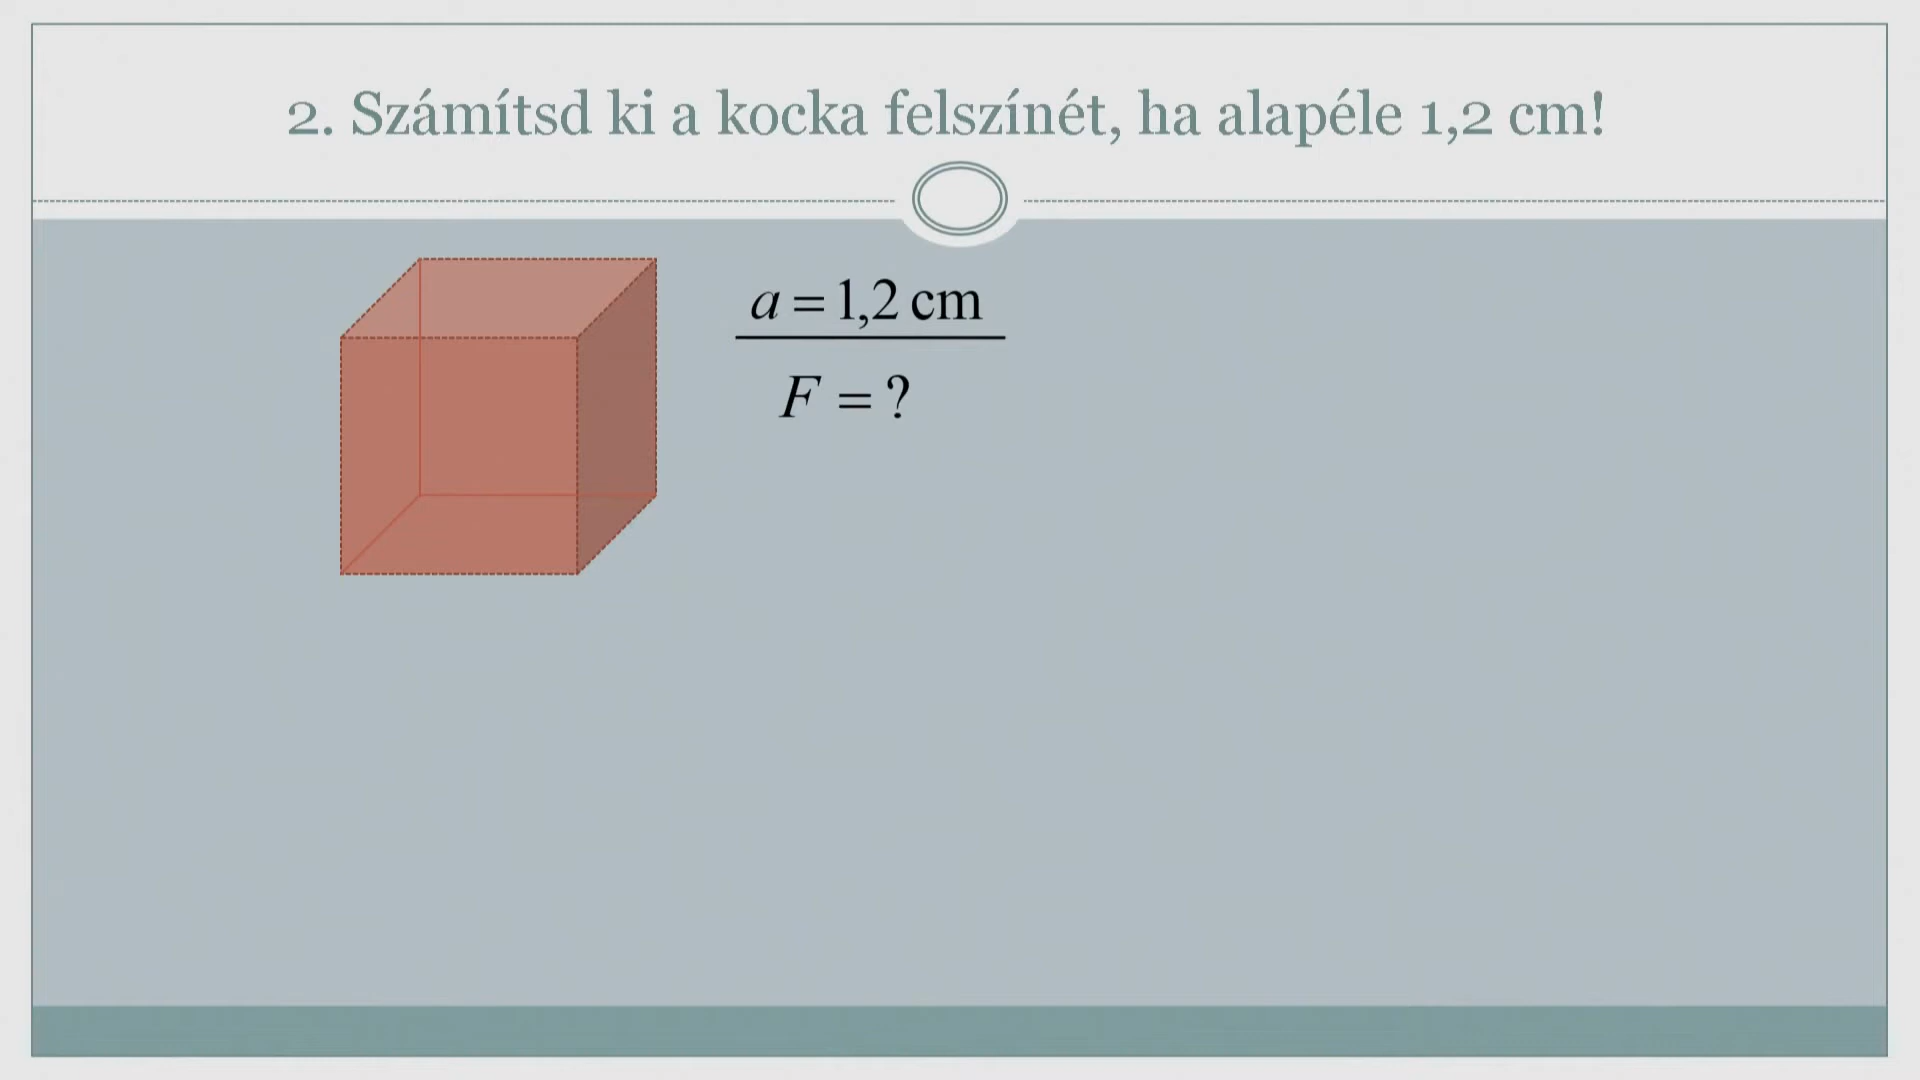 2. Számítsd ki a kocka felszínét, ha alapéle 1,2 cm!
a = 1,2 cm
F = ?